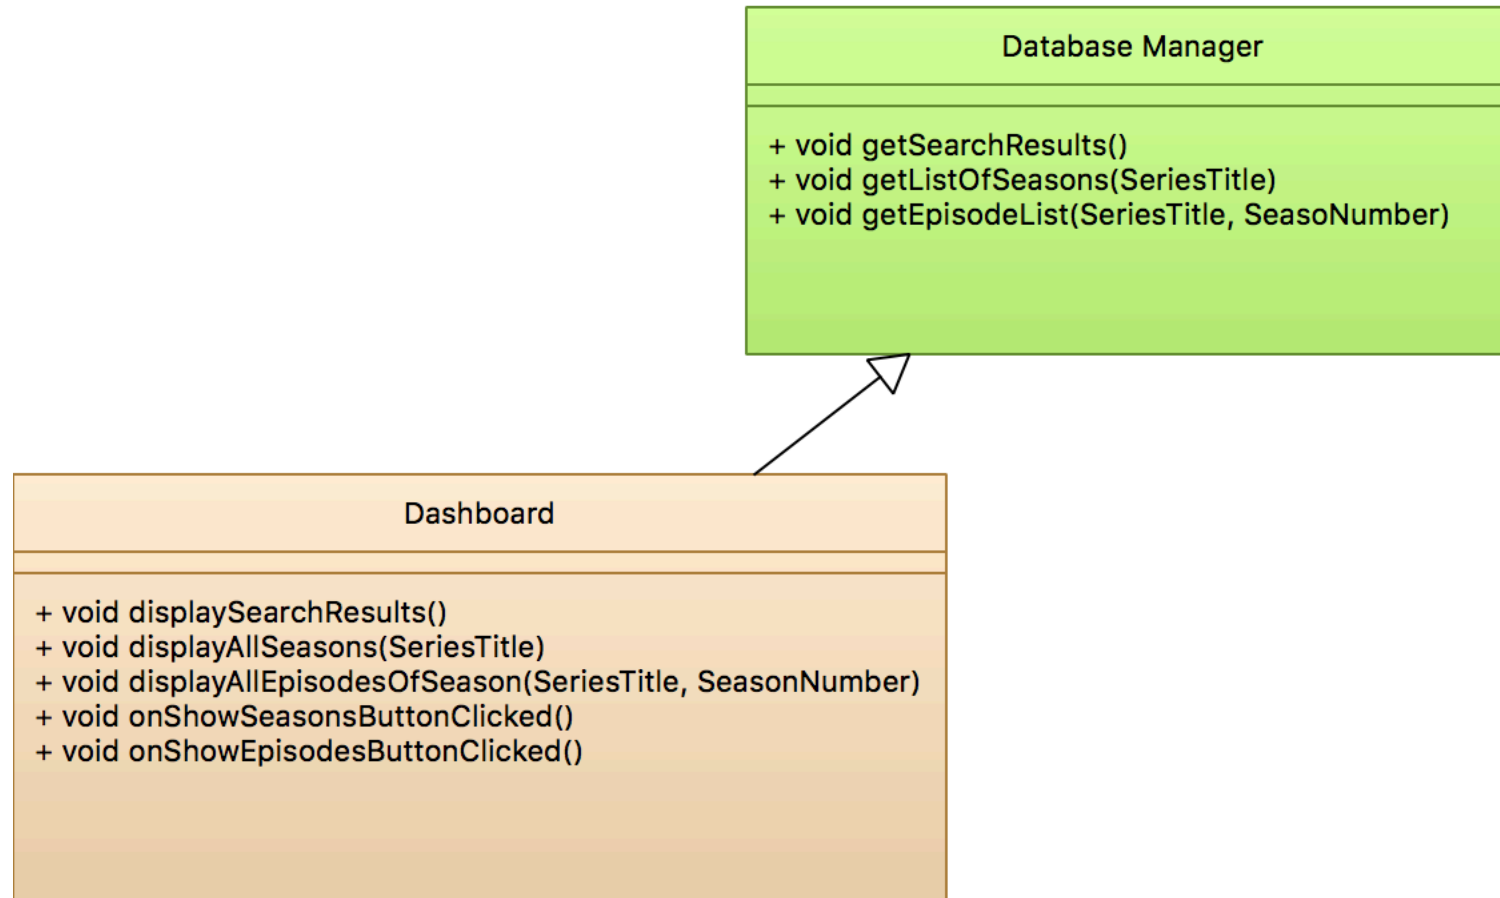 Database Manager
+ void getSearchResults()
+ void getListOfSeasons(SeriesTitle)
+ void getEpisodeList(SeriesTitle, SeasoNumber)
Dashboard
+ void displaySearchResults()
+ void displayAllSeasons(SeriesTitle)
+ void displayAllEpisodesOfSeason(SeriesTitle, SeasonNumber)
+ void onShowSeasonsButtonClicked()
+ void onShowEpisodesButtonClicked()